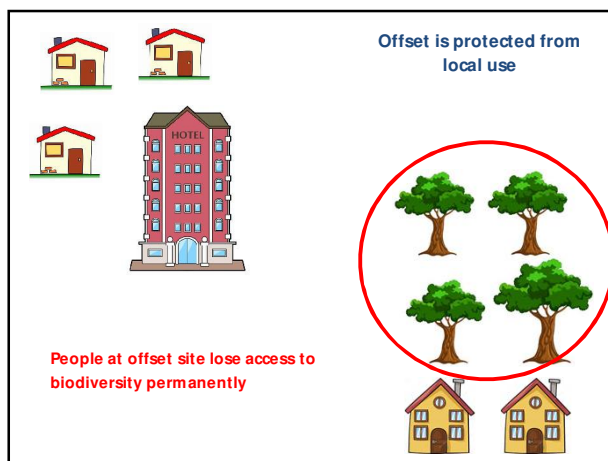 Offset is protected from
local use
HOTEL
People at offset site lose access to
biodiversity permanently